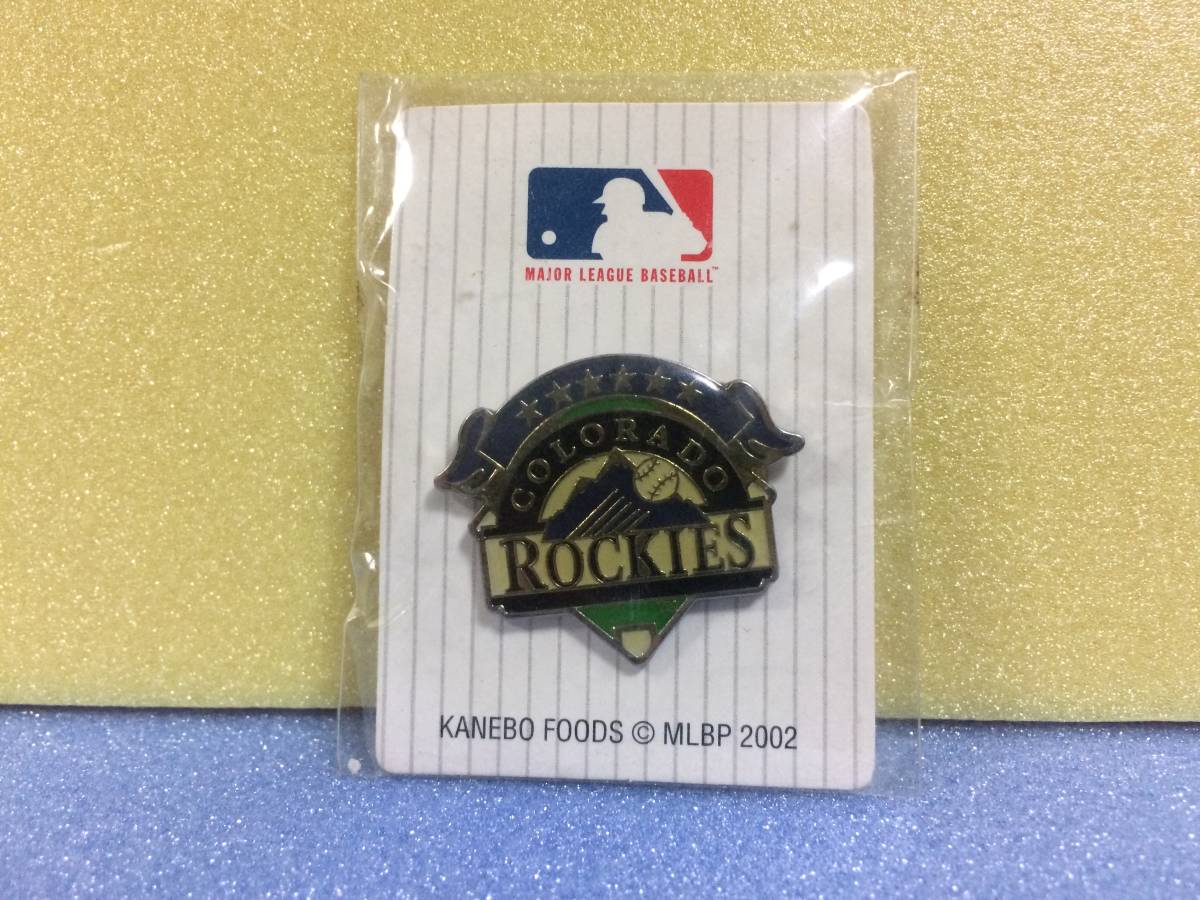 MAJOR LEAGUE BASEBALL™
COLORADO
ROCKIES
KANEBO FOODS © MLBP 2002